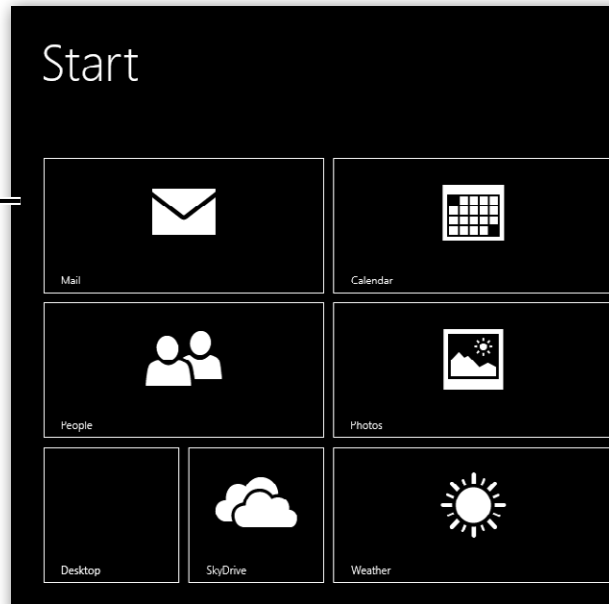 Start
Mail
Calendar
People
Photos
Desktop
SkyDrive
Weather